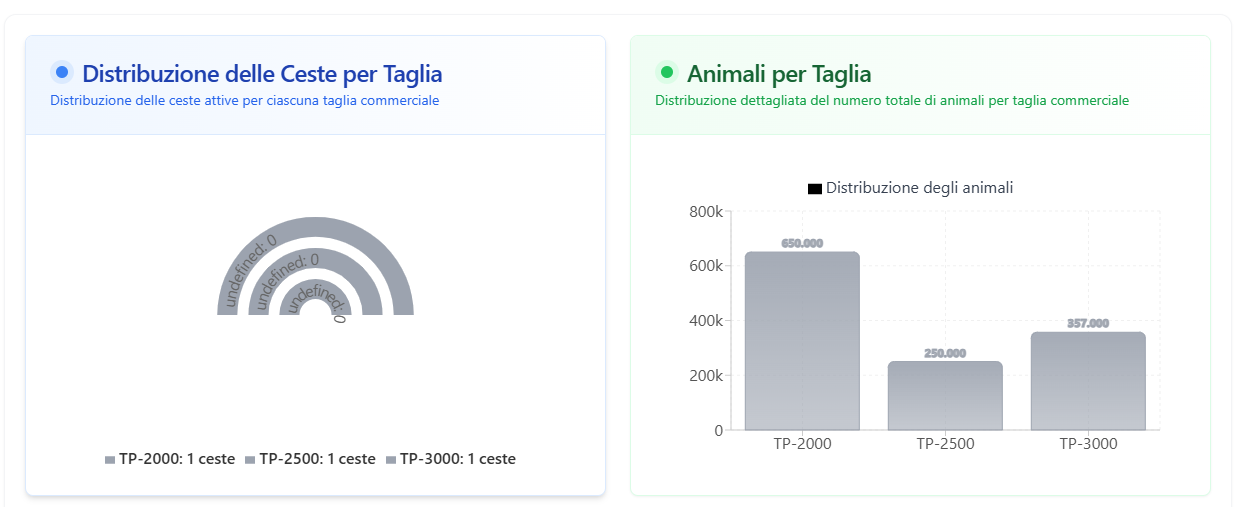 Distribuzione delle Ceste per Taglia
Distribuzione delle ceste attive per ciascuna taglia commerciale
undefined: 0
undefined: 0
undefined: 0
TP-2000: 1 ceste TP-2500: 1 ceste TP-3000: 1 ceste
Animali per Taglia
Distribuzione dettagliata del numero totale di animali per taglia commerciale
Distribuzione degli animali
800k
600k
400k
200k
0
650.000
250.000
357.000
TP-2000 TP-2500 TP-3000